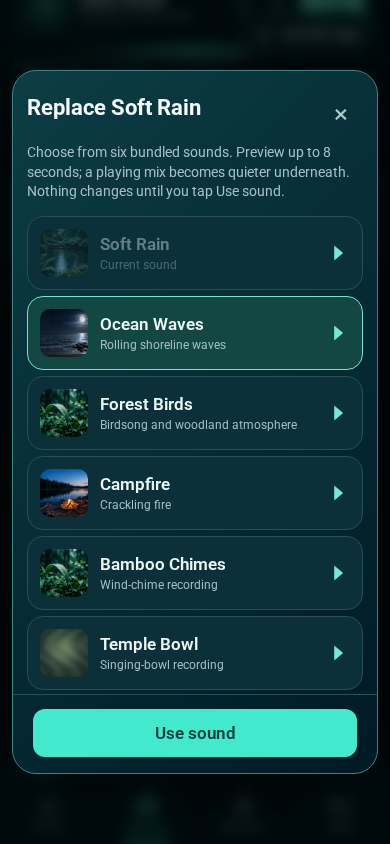 Replace Soft Rain
Choose from six bundled sounds. Preview up to 8
seconds; a playing mix becomes quieter underneath.
Nothing changes until you tap Use sound.
Soft Rain
Current sound
Ocean Waves
Rolling shoreline waves
Forest Birds
Birdsong and woodland atmosphere
Campfire
Crackling fire
Bamboo Chimes
Wind-chime recording
Temple Bowl
Singing-bowl recording
Use sound